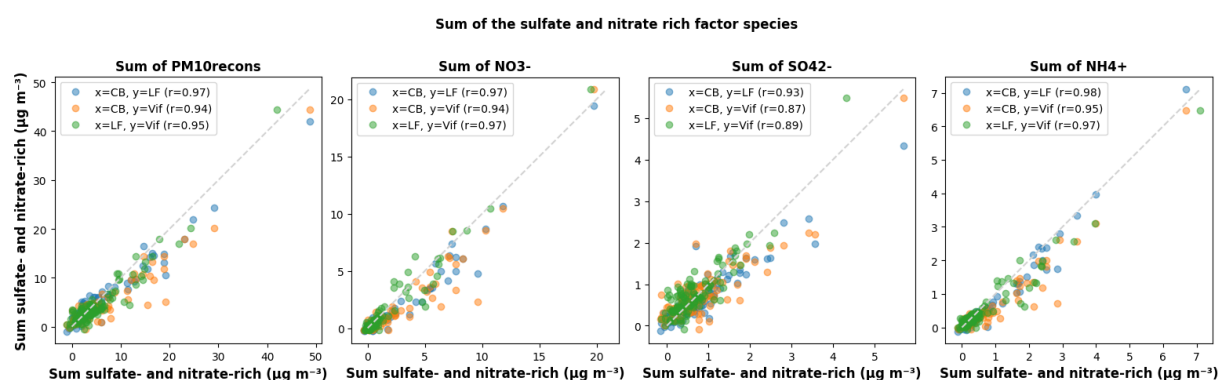 Sum of the sulfate and nitrate rich factor species
Sum of PM10recons
Sum sulfate- and nitrate-rich (µg m⁻³)
50
40
30
20
10
0
x=CB, y=LF (r=0.97)
x=CB, y=Vif (r=0.94)
x=LF, y=Vif (r=0.95)
0 10 20 30 40 50
Sum sulfate- and nitrate-rich (µg m⁻³)
Sum of NO3-
20
15
10
5
0
x=CB, y=LF (r=0.97)
x=CB, y=Vif (r=0.94)
x=LF, y=Vif (r=0.97)
0 5 10 15 20
Sum sulfate- and nitrate-rich (µg m⁻³)
Sum of SO42-
5
4
3
2
1
0
x=CB, y=LF (r=0.93)
x=CB, y=Vif (r=0.87)
x=LF, y=Vif (r=0.89)
0 1 2 3 4 5
Sum sulfate- and nitrate-rich (µg m⁻³)
Sum of NH4+
7
6
5
4
3
2
1
0
x=CB, y=LF (r=0.98)
x=CB, y=Vif (r=0.95)
x=LF, y=Vif (r=0.97)
0 1 2 3 4 5 6 7
Sum sulfate- and nitrate-rich (µg m⁻³)